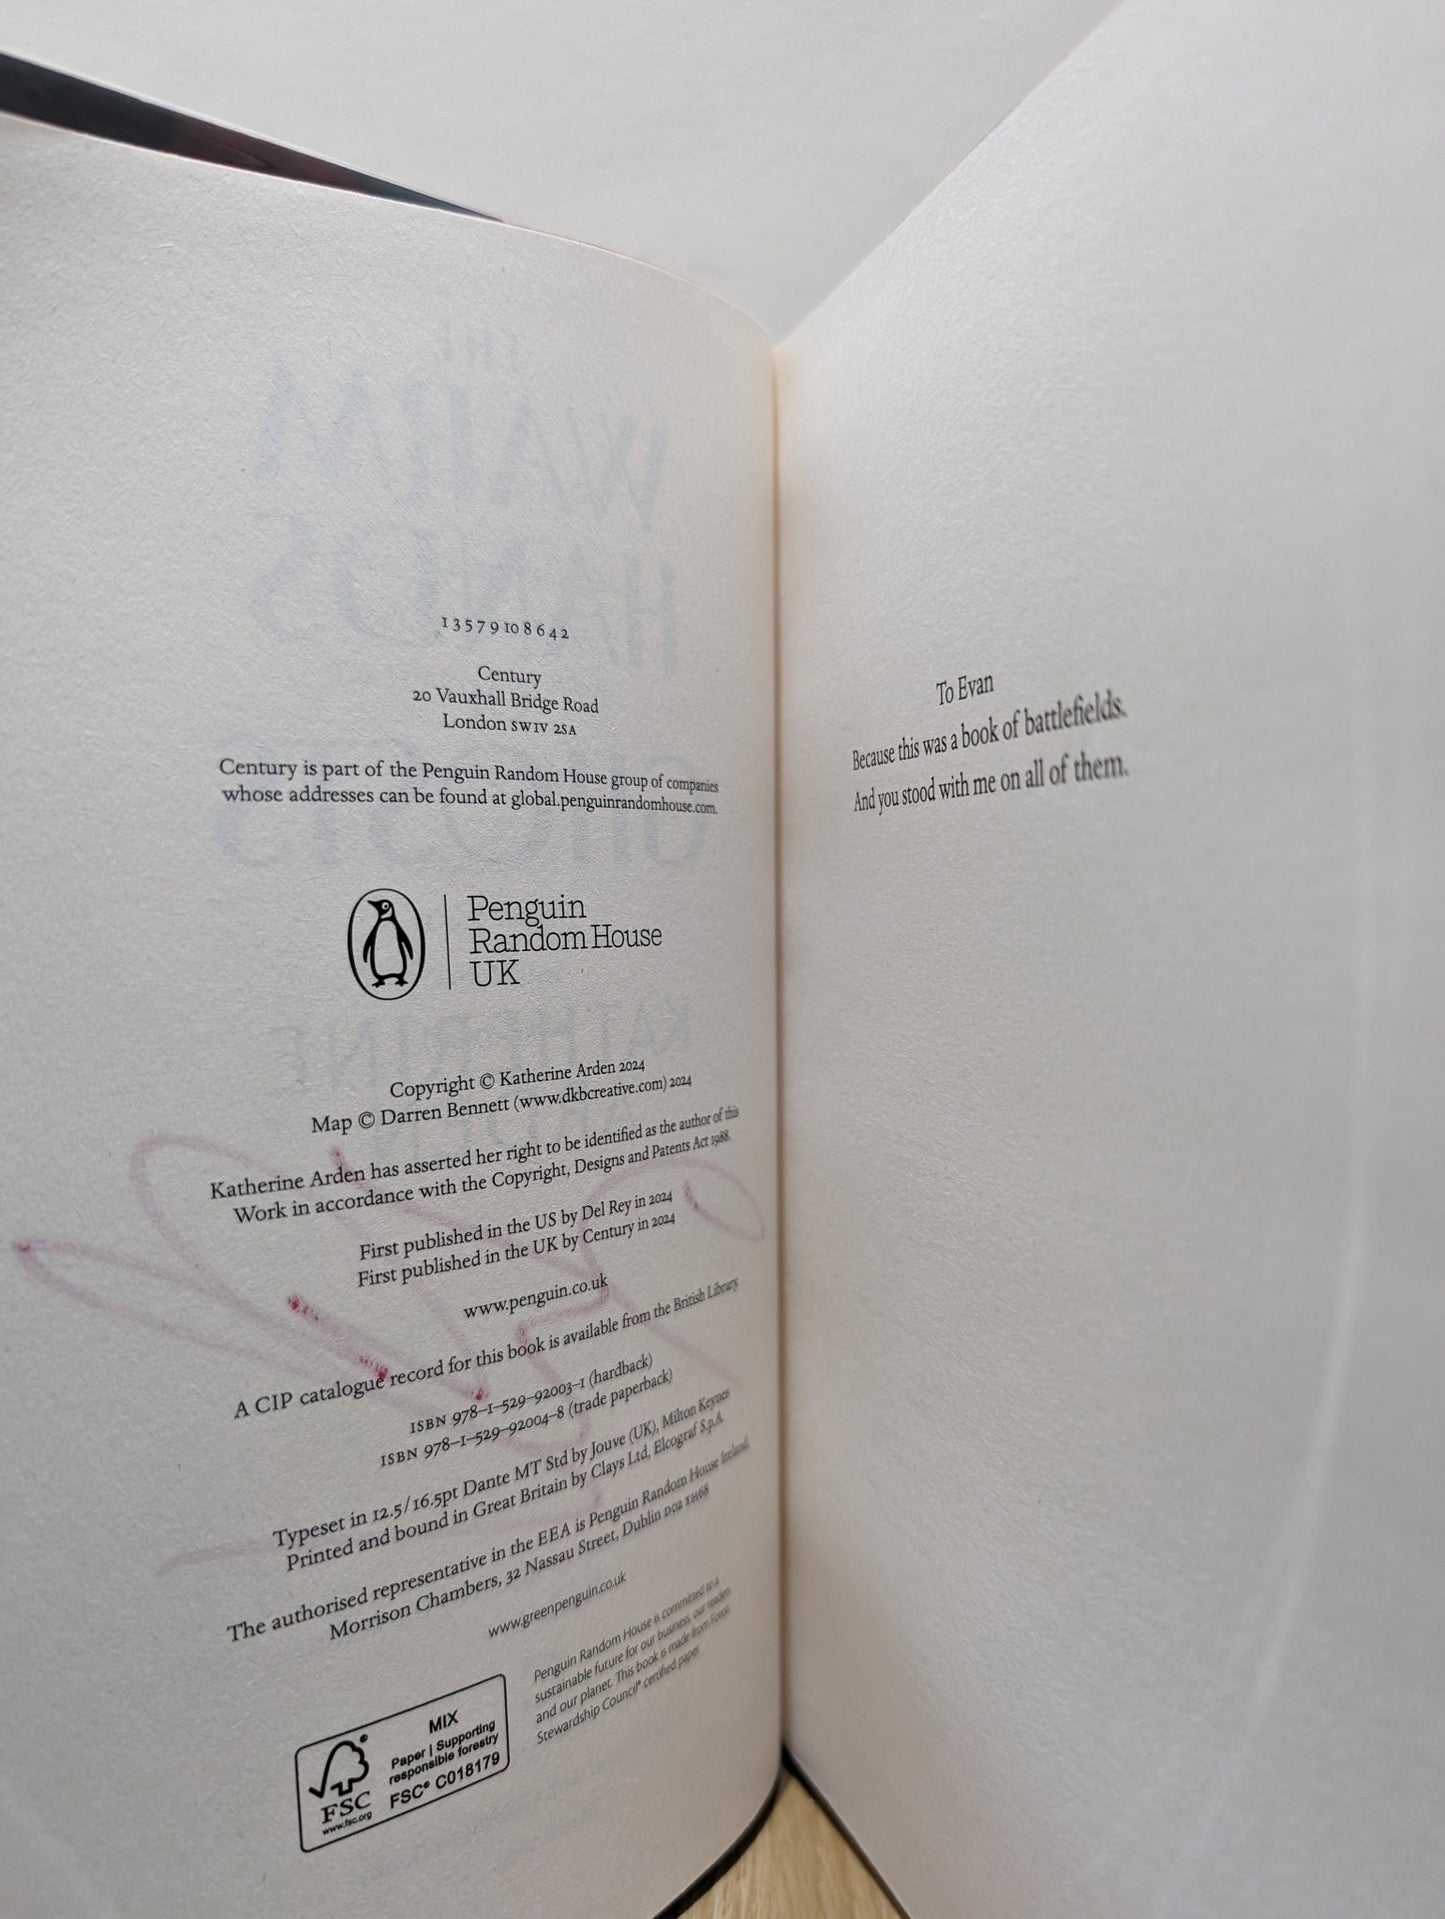 1 3 5 7 9 10 8 6 4 2
Century
20 Vauxhall Bridge Road
London SW1V 2SA
Century is part of the Penguin Random House group of companies
whose addresses can be found at global.penguinrandomhouse.com.
Penguin
Random House
UK
Copyright © Katherine Arden 2024
Map © Darren Bennett (www.dkbcreative.com) 2024
Katherine Arden has asserted her right to be identified as the author of this
Work in accordance with the Copyright, Designs and Patents Act 1988.
First published in the US by Del Rey in 2024
First published in the UK by Century in 2024
www.penguin.co.uk
A CIP catalogue record for this book is available from the British Library.
ISBN 978–1–529–92003–1 (hardback)
ISBN 978–1–529–92004–8 (trade paperback)
Typeset in 12.5/16.5pt Dante MT Std by Jouve (UK), Milton Keynes
Printed and bound in Great Britain by Clays Ltd, Elcograf S.p.A.
The authorised representative in the EEA is Penguin Random House Ireland,
Morrison Chambers, 32 Nassau Street, Dublin D02 YH68
www.greenpenguin.co.uk
Penguin Random House is committed to a
sustainable future for our business, our readers
and our planet. This book is made from Forest
Stewardship Council® certified paper.
MIX
Paper | Supporting
responsible forestry
FSC® C018179
FSC
www.fsc.org
To Evan
Because this was a book of battlefields.
And you stood with me on all of them.
THE
WARM
HANDS
OF
GHOSTS
KATHERINE
ARDEN